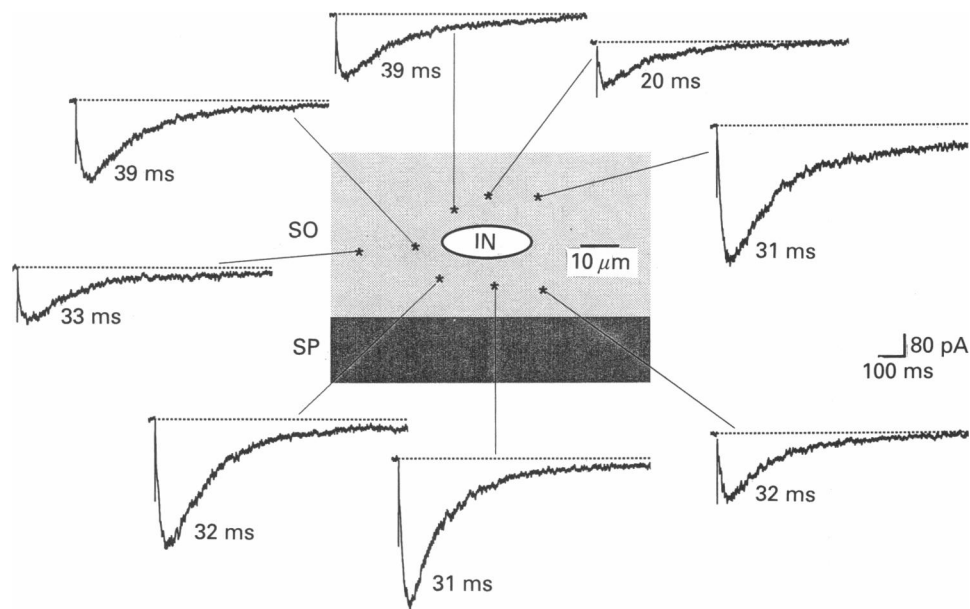 39 ms
20 ms
39 ms
31 ms
SO
IN
10 μm
33 ms
SP
80 pA
100 ms
32 ms
31 ms
32 ms